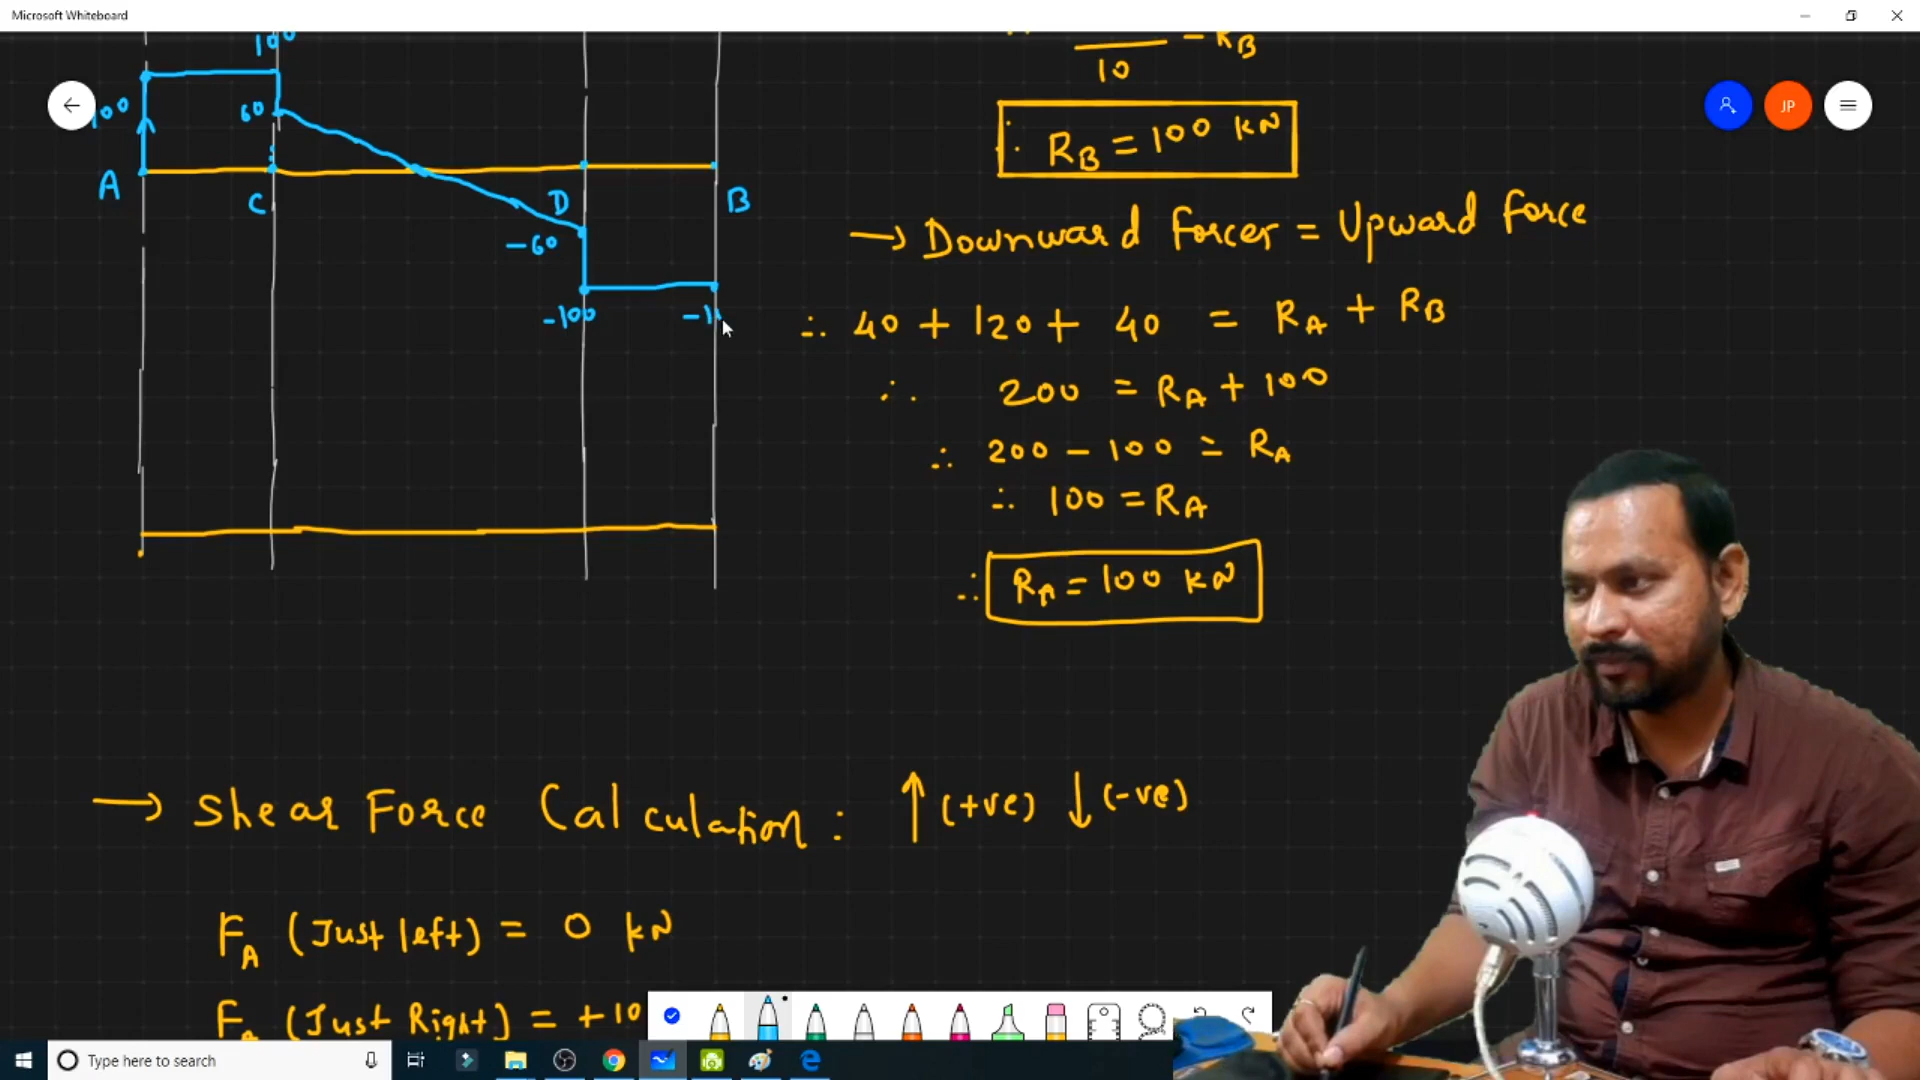 Microsoft Whiteboard
100
100
60
A
C
D
B
-60
-100
-1
10
- RB
∴ RB = 100 kN
→ Downward Forces = Upward Force
∴ 40 + 120 + 40 = RA + RB
∴ 200 = RA + 100
∴ 200 - 100 = RA
∴ 100 = RA
∴ RA = 100 kN
JP
→ Shear Force Calculation : ↑ (+ve) ↓ (-ve)
FA (Just left) = 0 kN
FA (Just Right) = +10
Type here to search